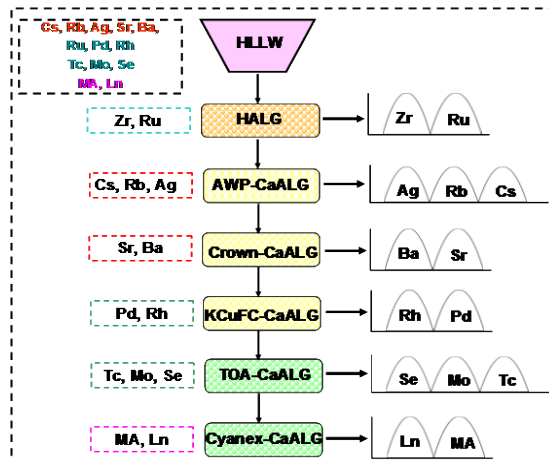 Cs, Rb, Ag, Sr, Ba,
Ru, Pd, Rh
Tc, Mo, Se
MA, Ln
HLLW
Zr, Ru
HALG
Zr Ru
Cs, Rb, Ag
AWP-CaALG
Ag Rb Cs
Sr, Ba
Crown-CaALG
Ba Sr
Pd, Rh
KCuFC-CaALG
Rh Pd
Tc, Mo, Se
TOA-CaALG
Se Mo Tc
MA, Ln
Cyanex-CaALG
Ln MA